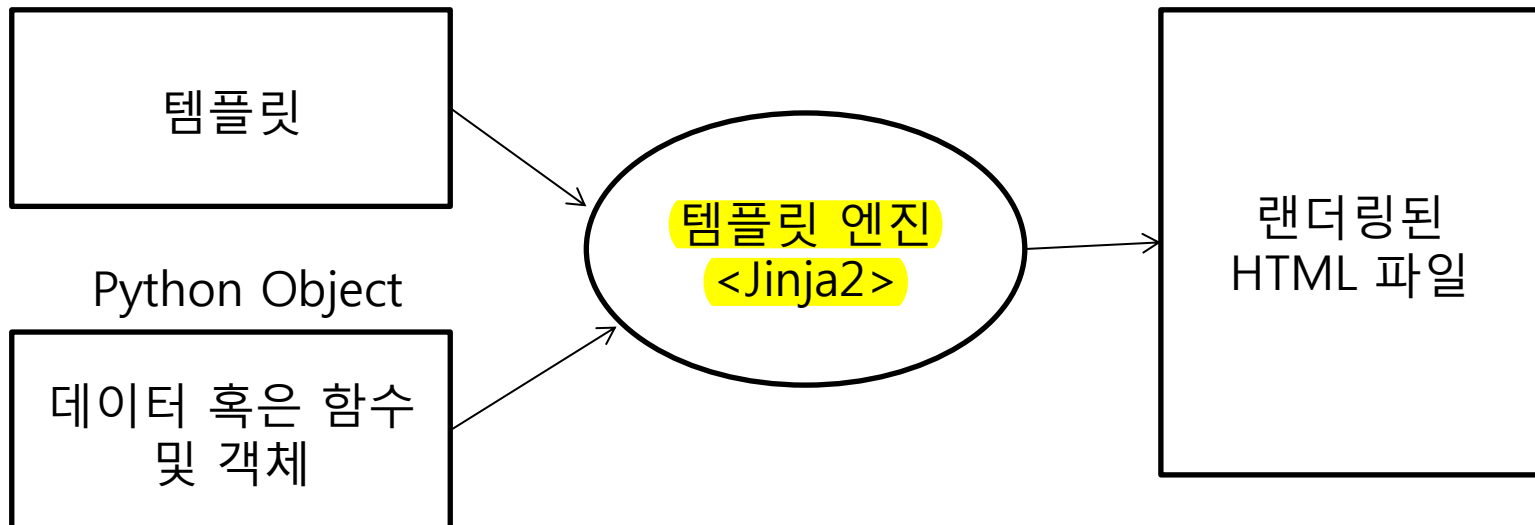 템플릿
Python Object
데이터 혹은 함수
및 객체
템플릿 엔진
<Jinja2>
랜더링된
HTML 파일